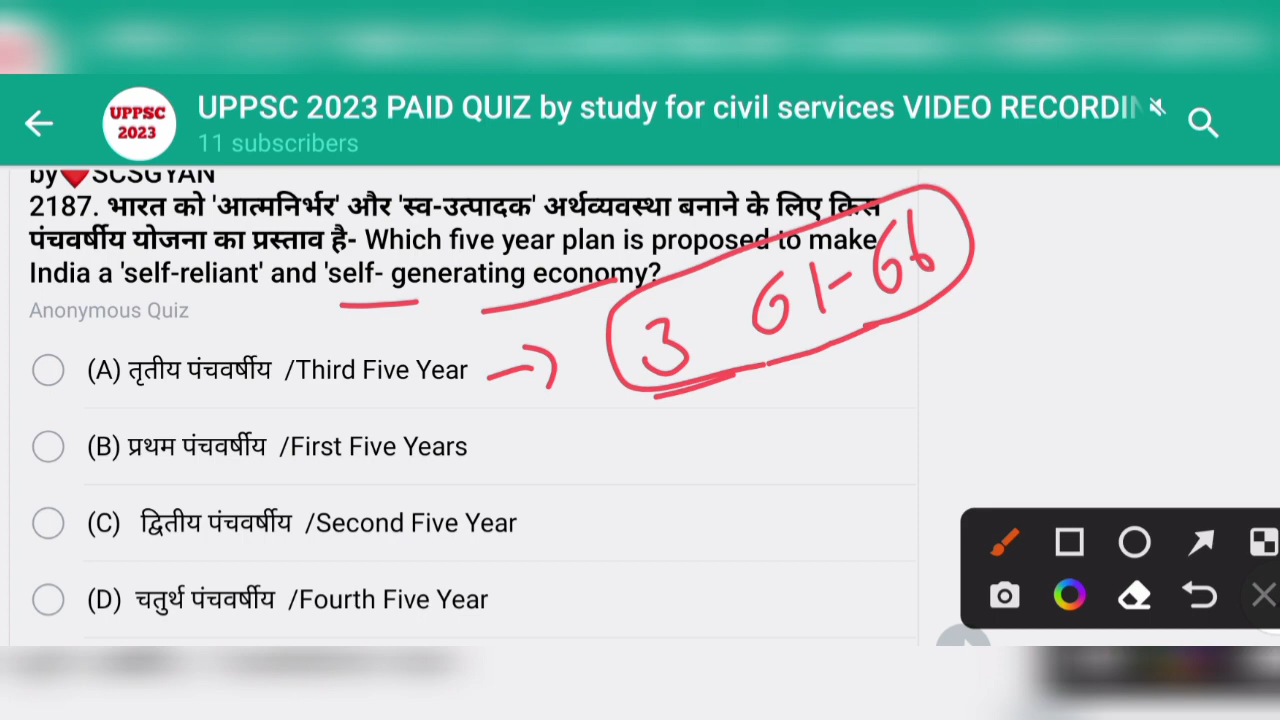 UPPSC
2023
UPPSC 2023 PAID QUIZ by study for civil services VIDEO RECORDIN
11 subscribers
by❤SCSGYAN
2187. भारत को 'आत्मनिर्भर' और 'स्व-उत्पादक' अर्थव्यवस्था बनाने के लिए किस
पंचवर्षीय योजना का प्रस्ताव है- Which five year plan is proposed to make
India a 'self-reliant' and 'self- generating economy?
Anonymous Quiz
3 61-66
(A) तृतीय पंचवर्षीय /Third Five Year
(B) प्रथम पंचवर्षीय /First Five Years
(C) द्वितीय पंचवर्षीय /Second Five Year
(D) चतुर्थ पंचवर्षीय /Fourth Five Year